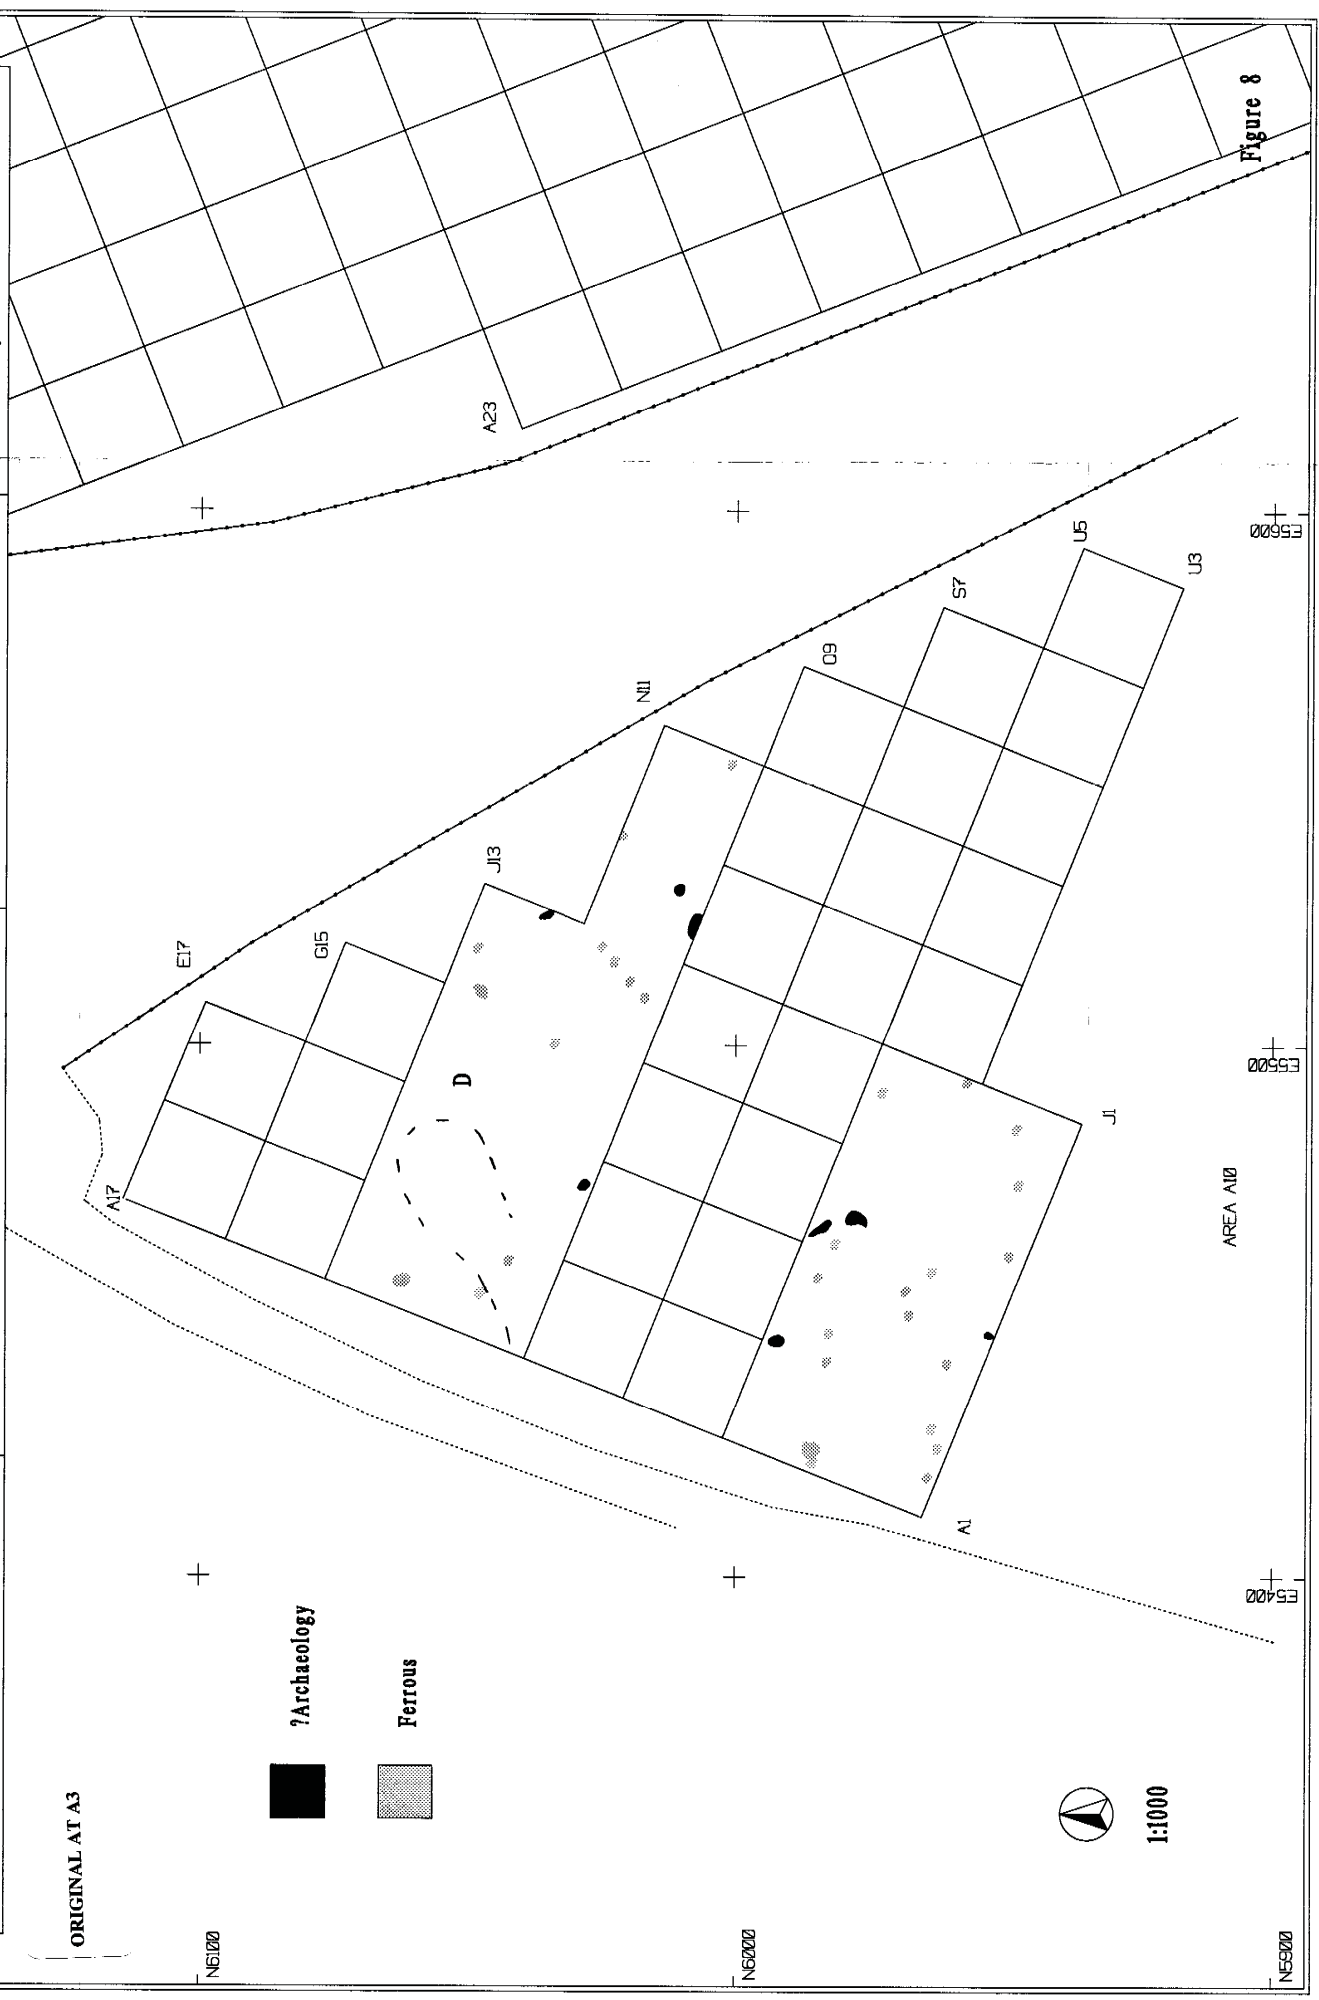 ORIGINAL AT A3
?Archaeology
Ferrous
1:1000
N6100
N6000
N5900
E5400
E5500
E5600
A17
E17
G15
J13
N11
O9
S7
U5
U3
J1
A1
A23
D
AREA A10
Figure 8